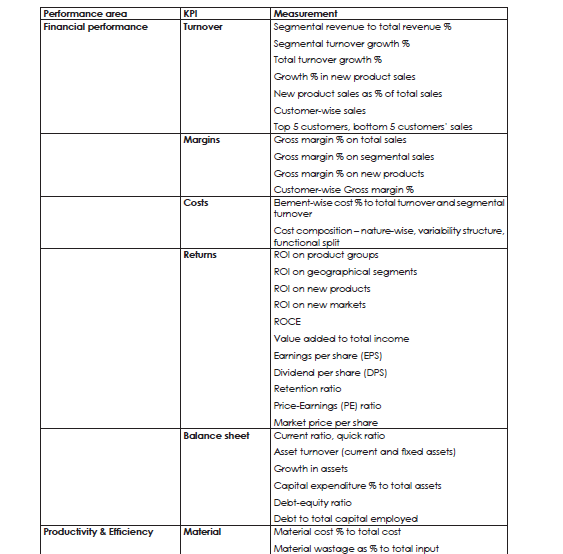 Performance area KPI Measurement
Financial performance Turnover Segmental revenue to total revenue %
Segmental turnover growth %
Total turnover growth %
Growth % in new product sales
New product sales as % of total sales
Customer-wise sales
Top 5 customers, bottom 5 customers' sales
Margins Gross margin % on total sales
Gross margin % on segmental sales
Gross margin % on new products
Customer-wise Gross margin %
Costs Element-wise cost % to total turnover and segmental
turnover
Cost composition – nature-wise, variability structure,
functional split
Returns ROI on product groups
ROI on geographical segments
ROI on new products
ROI on new markets
ROCE
Value added to total income
Earnings per share (EPS)
Dividend per share (DPS)
Retention ratio
Price-Earnings (PE) ratio
Market price per share
Balance sheet Current ratio, quick ratio
Asset turnover (current and fixed assets)
Growth in assets
Capital expenditure % to total assets
Debt-equity ratio
Debt to total capital employed
Productivity & Efficiency Material Material cost % to total cost
Material wastage as % to total input